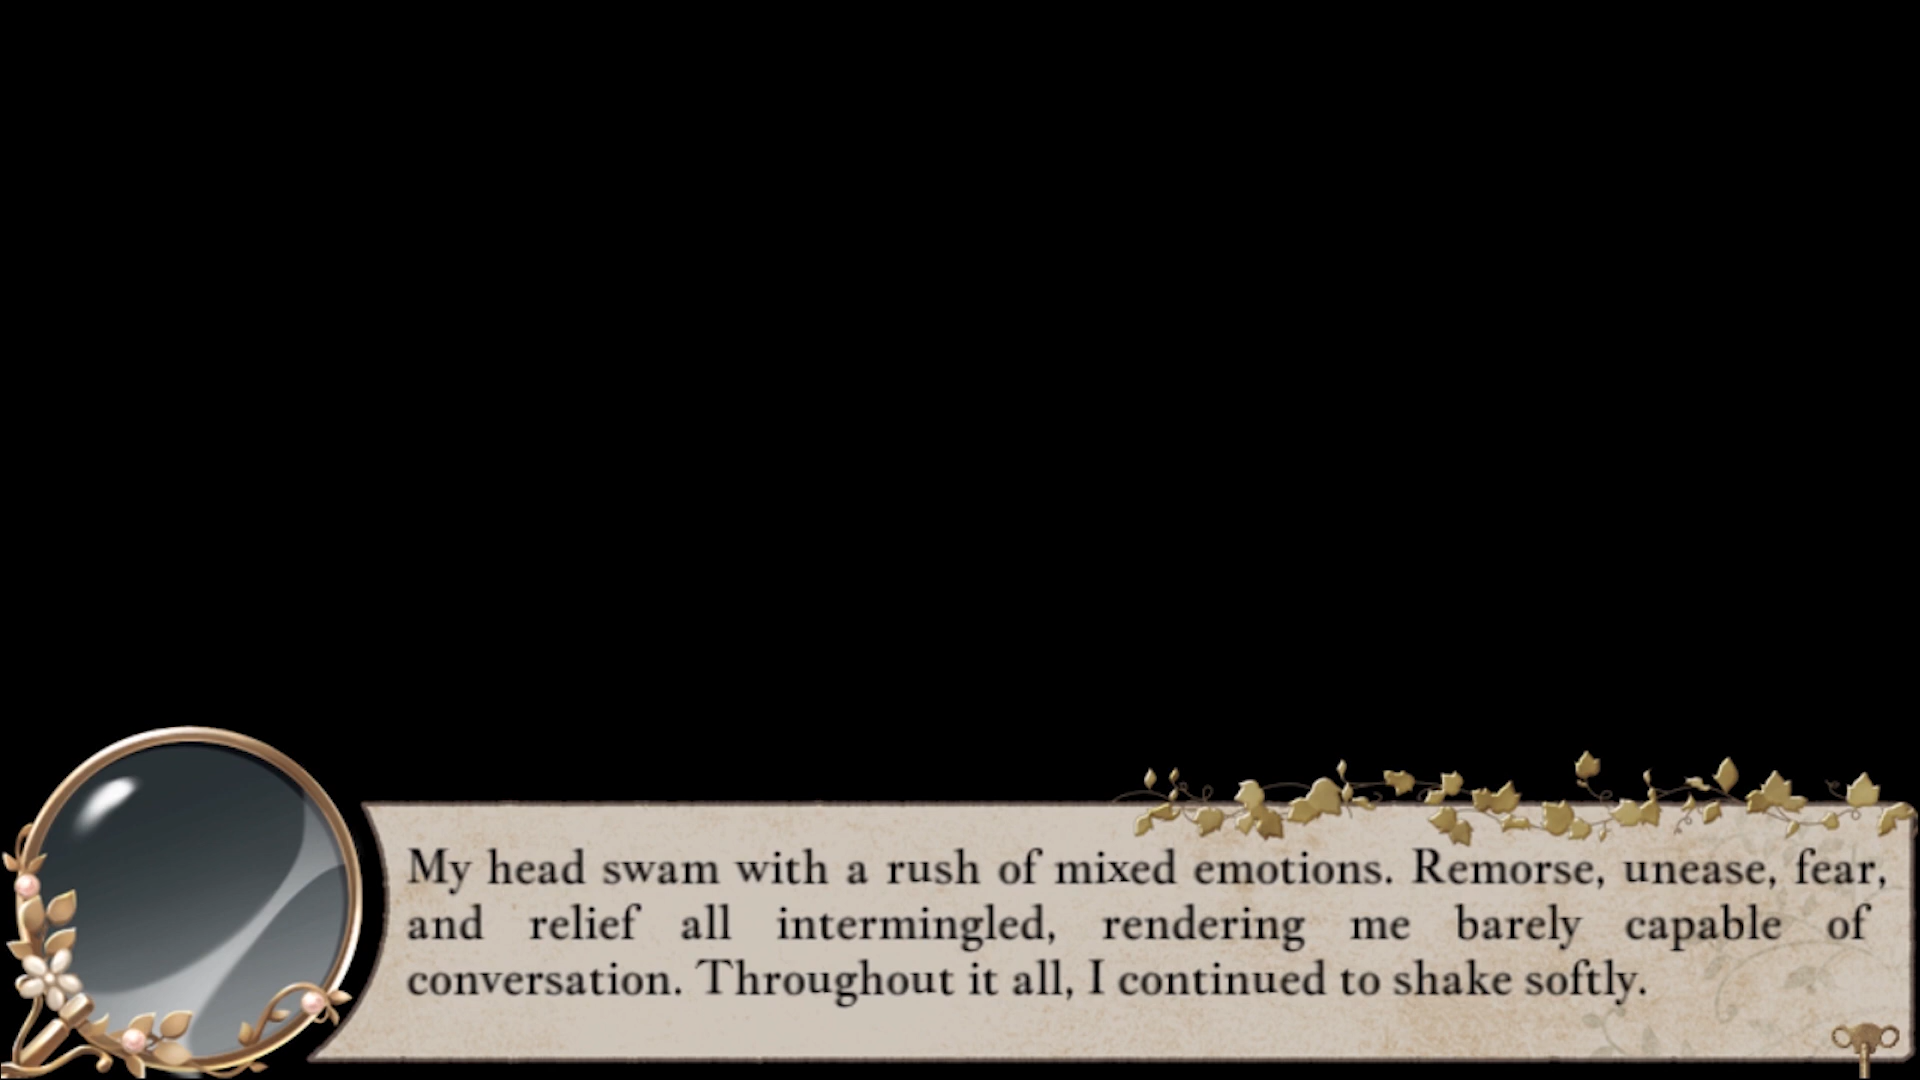 My head swam with a rush of mixed emotions. Remorse, unease, fear,
and relief all intermingled, rendering me barely capable of
conversation. Throughout it all, I continued to shake softly.